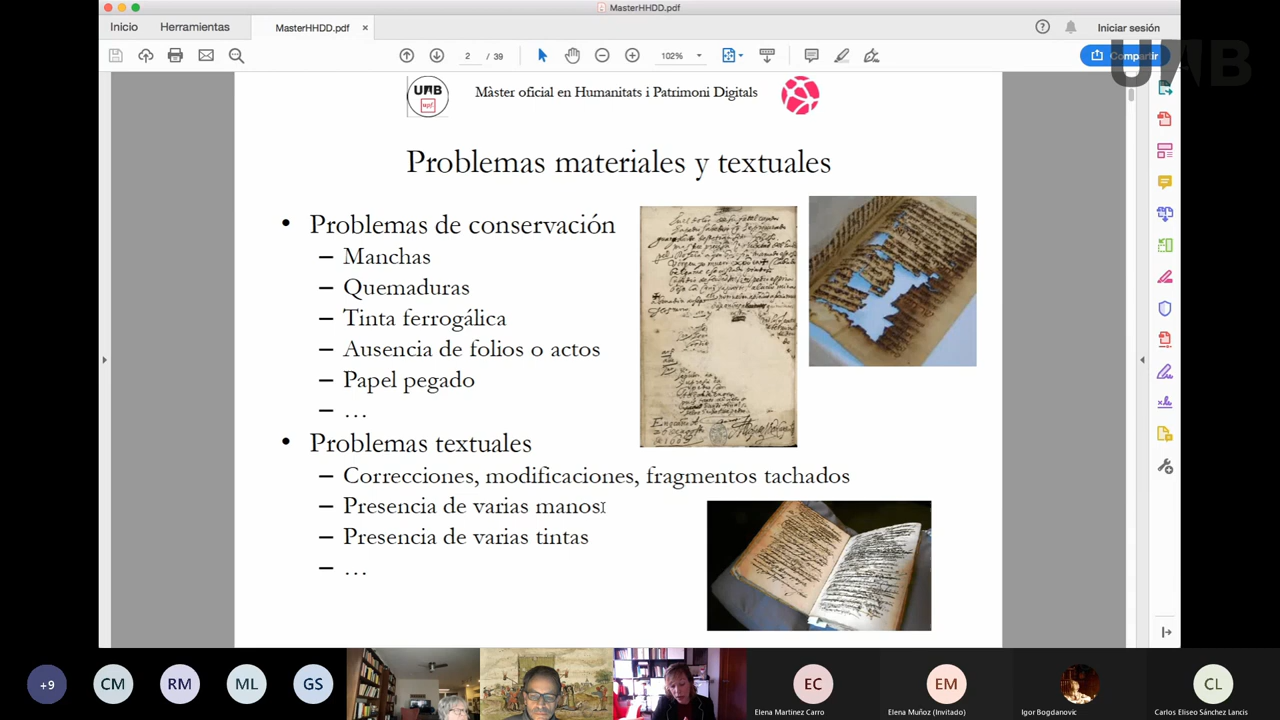 MasterHHDD.pdf
Inicio
Herramientas
MasterHHDD.pdf
×
Iniciar sesión
2 / 39
102%
Compartir
UAB
UAB
upf
Màster oficial en Humanitats i Patrimoni Digitals
Problemas materiales y textuales
• Problemas de conservación
– Manchas
– Quemaduras
– Tinta ferrogálica
– Ausencia de folios o actos
– Papel pegado
– …
• Problemas textuales
– Correcciones, modificaciones, fragmentos tachados
– Presencia de varias manos
– Presencia de varias tintas
– …
+9
CM
RM
ML
GS
EC
Elena Martinez Carro
EM
Elena Muñoz (Invitado)
Igor Bogdanovic
CL
Carlos Eliseo Sánchez Lancis